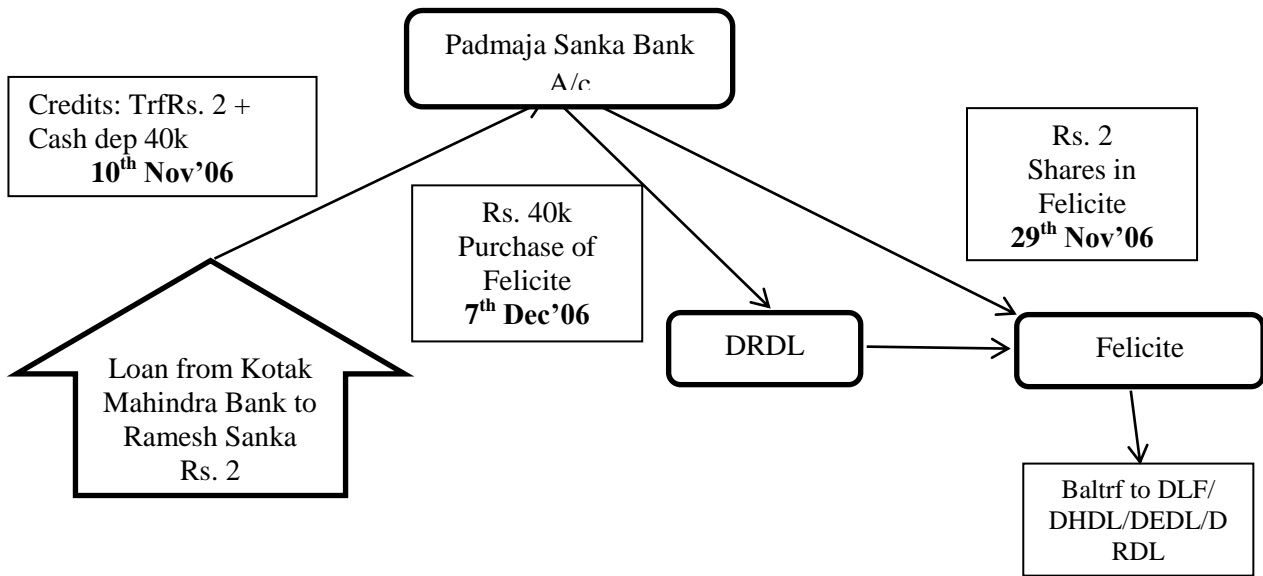 Padmaja Sanka Bank
A/c
Credits: TrfRs. 2 +
Cash dep 40k
10th Nov’06
Rs. 2
Shares in
Felicite
29th Nov’06
Rs. 40k
Purchase of
Felicite
7th Dec’06
DRDL
Felicite
Loan from Kotak
Mahindra Bank to
Ramesh Sanka
Rs. 2
Baltrf to DLF/
DHDL/DEDL/D
RDL